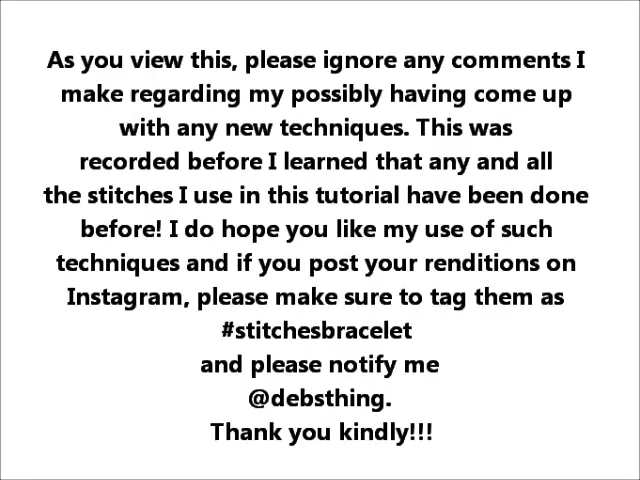 As you view this, please ignore any comments I
make regarding my possibly having come up
with any new techniques. This was
recorded before I learned that any and all
the stitches I use in this tutorial have been done
before! I do hope you like my use of such
techniques and if you post your renditions on
Instagram, please make sure to tag them as
#stitchesbracelet
and please notify me
@debsthing.
Thank you kindly!!!